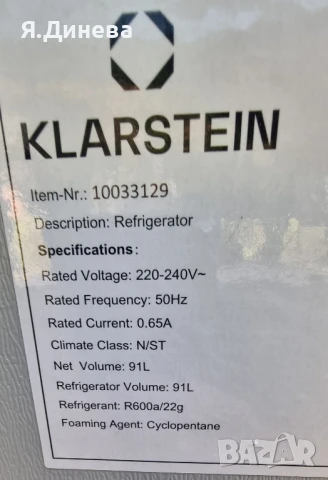 Я.Динева
KLARSTEIN
Item-Nr.: 10033129
Description: Refrigerator
Specifications:
Rated Voltage: 220-240V~
Rated Frequency: 50Hz
Rated Current: 0.65A
Climate Class: N/ST
Net Volume: 91L
Refrigerator Volume: 91L
Refrigerant: R600a/22g
Foaming Agent: Cyclopentane
BAZAR